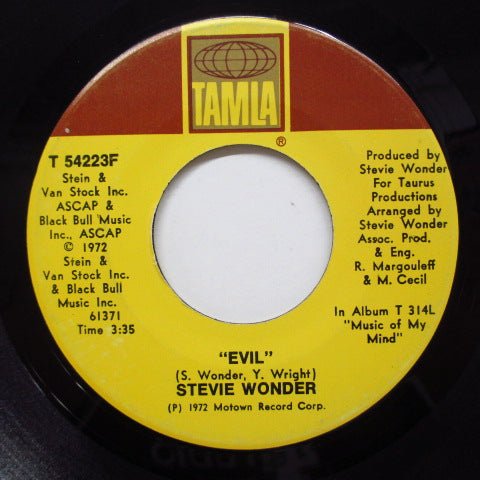 TAMLA
®
T 54223F
Stein &
Van Stock Inc.
ASCAP &
Black Bull Music
Inc., ASCAP
© 1972
Stein &
Van Stock Inc.
& Black Bull
Music Inc.
61371
Time 3:35
Produced by
Stevie Wonder
For Taurus
Productions
Arranged by
Stevie Wonder
Assoc. Prod.
& Eng.
R. Margouleff
& M. Cecil
In Album T 314L
"Music of My
Mind"
"EVIL"
(S. Wonder, Y. Wright)
STEVIE WONDER
(P) 1972 Motown Record Corp.